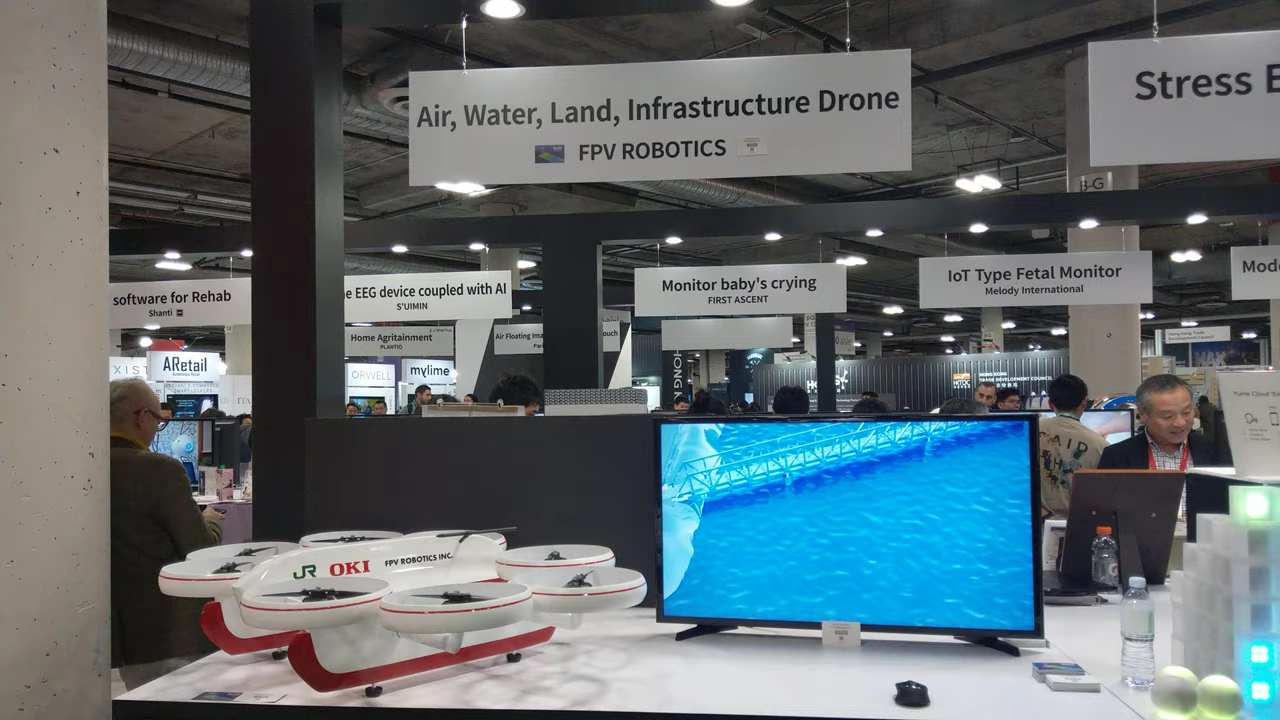 Air, Water, Land, Infrastructure Drone
FPV ROBOTICS
Stress
B-G
software for Rehab
Shanti
EEG device coupled with AI
S'UIMIN
Monitor baby's crying
FIRST ASCENT
IoT Type Fetal Monitor
Melody International
Home Agritainment
PLANTIO
Air Floating
ARetail
ORWELL
mylime
HONG
HKTDC
JR OKI FPV ROBOTICS INC.